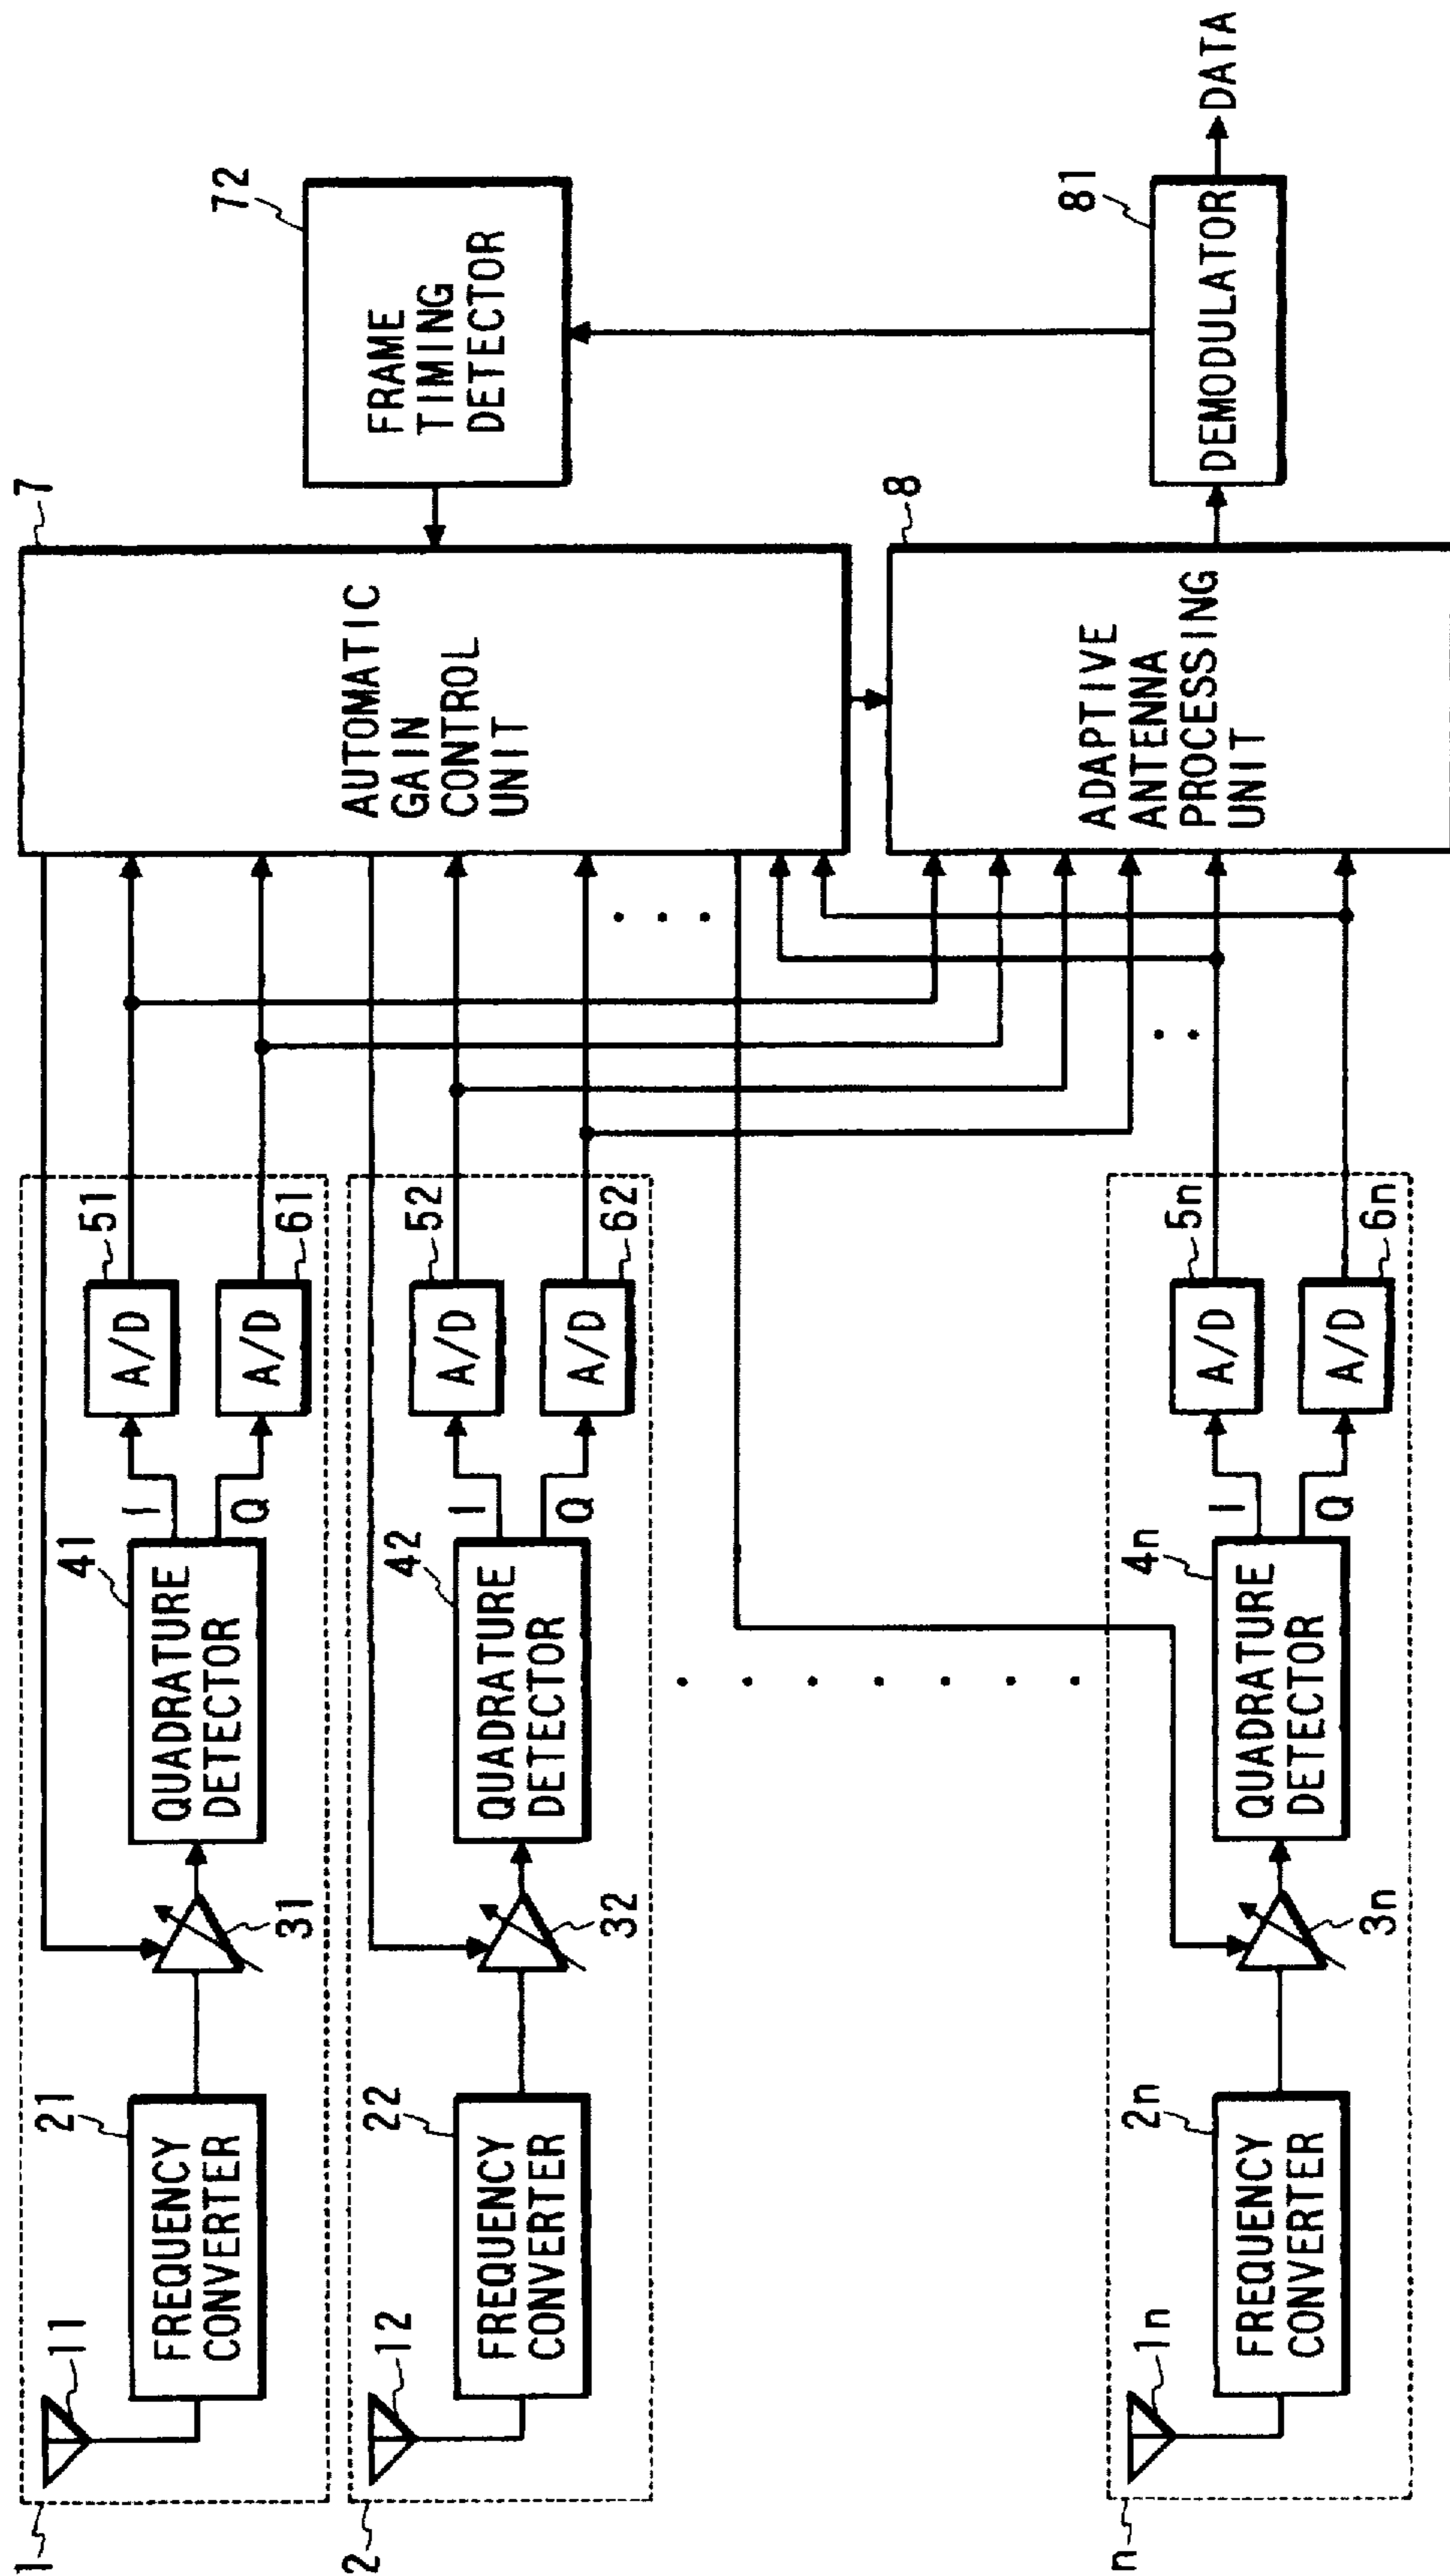 1
11
21
FREQUENCY
CONVERTER
31
41
QUADRATURE
DETECTOR
I
Q
51
A/D
61
A/D
2
12
22
FREQUENCY
CONVERTER
32
42
QUADRATURE
DETECTOR
I
Q
52
A/D
62
A/D
n
1n
2n
FREQUENCY
CONVERTER
3n
4n
QUADRATURE
DETECTOR
I
Q
5n
A/D
6n
A/D
7
AUTOMATIC
GAIN
CONTROL
UNIT
72
FRAME
TIMING
DETECTOR
8
ADAPTIVE
ANTENNA
PROCESSING
UNIT
81
DEMODULATOR
DATA